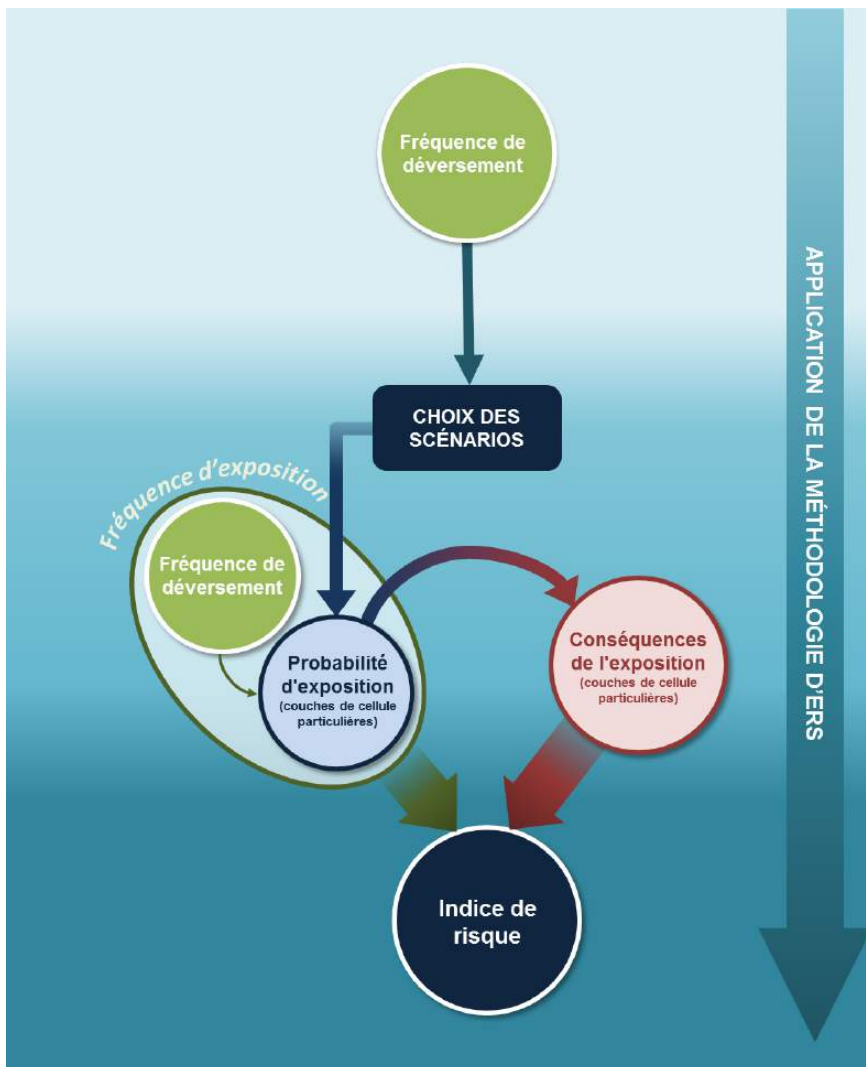 Fréquence de
déversement
CHOIX DES
SCÉNARIOS
Fréquence d'exposition
Fréquence de
déversement
Probabilité
d'exposition
(couches de cellule
particulières)
Conséquences
de l'exposition
(couches de cellule
particulières)
Indice de
risque
APPLICATION DE LA MÉTHODOLOGIE D'ERS